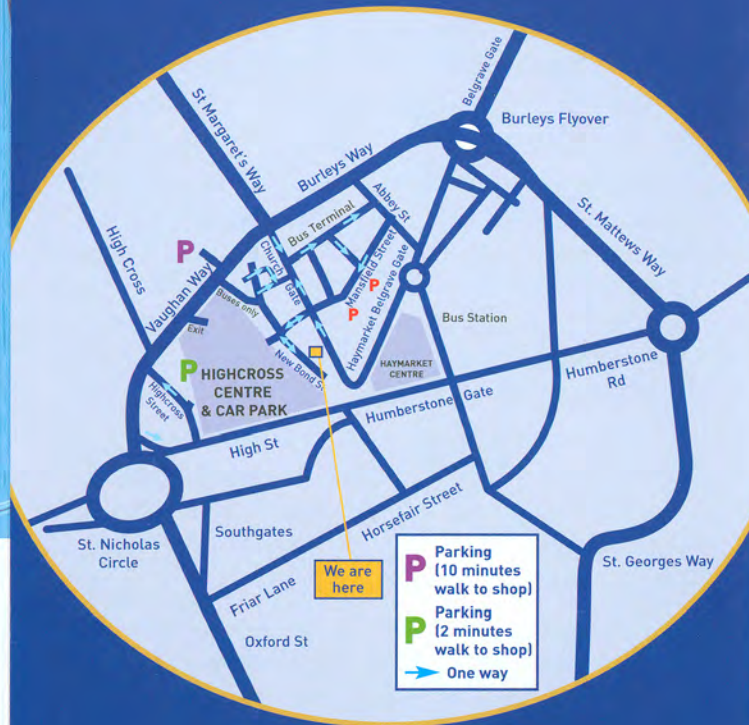 Belgrave Gate
Burleys Flyover
St Margaret's Way
Burleys Way
Abbey St
St. Mattews Way
Bus Terminal
High Cross
P
Church Gate
Mansfield Street
Haymarket Belgrave Gate
Vaughan Way
Buses only
P
P
Bus Station
Exit
New Bond St
HAYMARKET
CENTRE
Humberstone
Rd
P HIGHCROSS
CENTRE
& CAR PARK
Highcross
Street
Humberstone Gate
High St
Horsefair Street
Southgates
St. Nicholas
Circle
We are
here
Friar Lane
Oxford St
St. Georges Way
P Parking
(10 minutes
walk to shop)
P Parking
(2 minutes
walk to shop)
One way